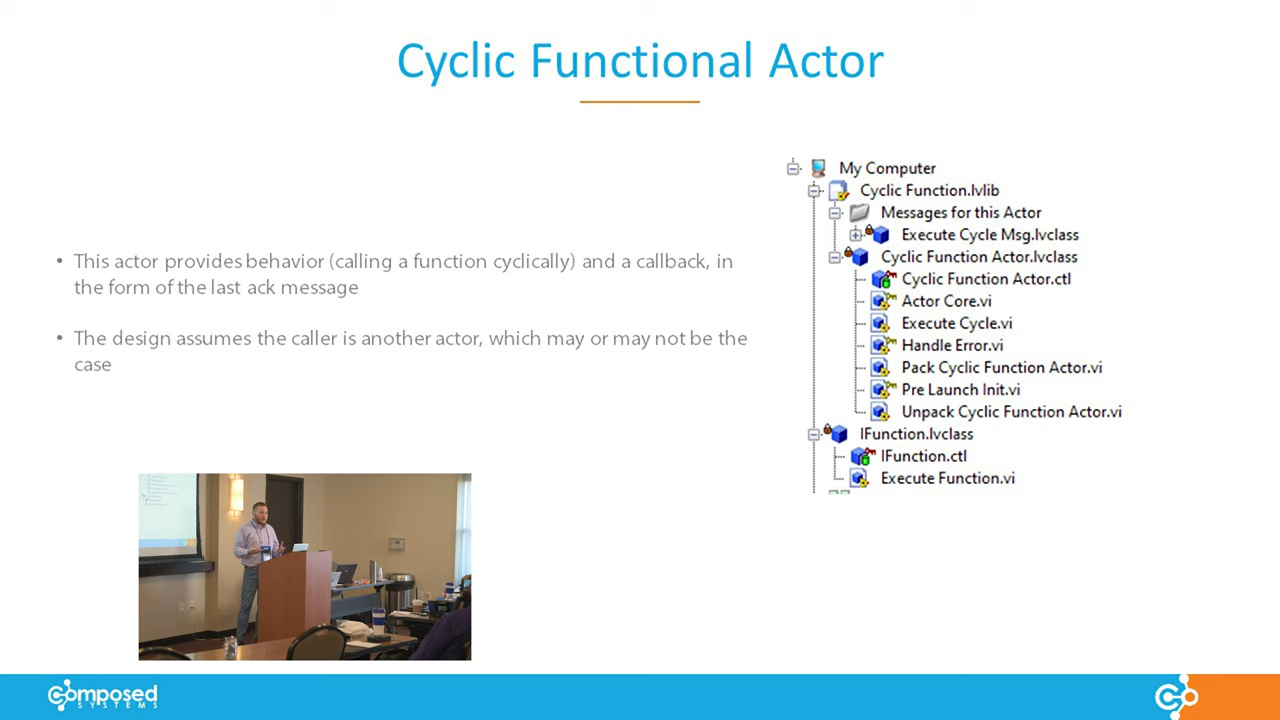 Cyclic Functional Actor
• This actor provides behavior (calling a function cyclically) and a callback, in
the form of the last ack message
• The design assumes the caller is another actor, which may or may not be the
case
My Computer
Cyclic Function.lvlib
Messages for this Actor
Execute Cycle Msg.lvclass
Cyclic Function Actor.lvclass
Cyclic Function Actor.ctl
Actor Core.vi
Execute Cycle.vi
Handle Error.vi
Pack Cyclic Function Actor.vi
Pre Launch Init.vi
Unpack Cyclic Function Actor.vi
IFunction.lvclass
IFunction.ctl
Execute Function.vi
composed
SYSTEMS